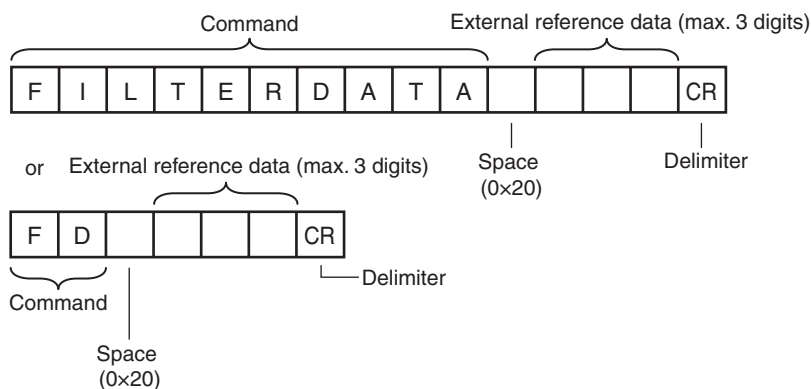 Command
External reference data (max. 3 digits)
F I L T E R D A T A CR
Space
(0×20)
Delimiter
or
External reference data (max. 3 digits)
F D CR
Delimiter
Command
Space
(0×20)